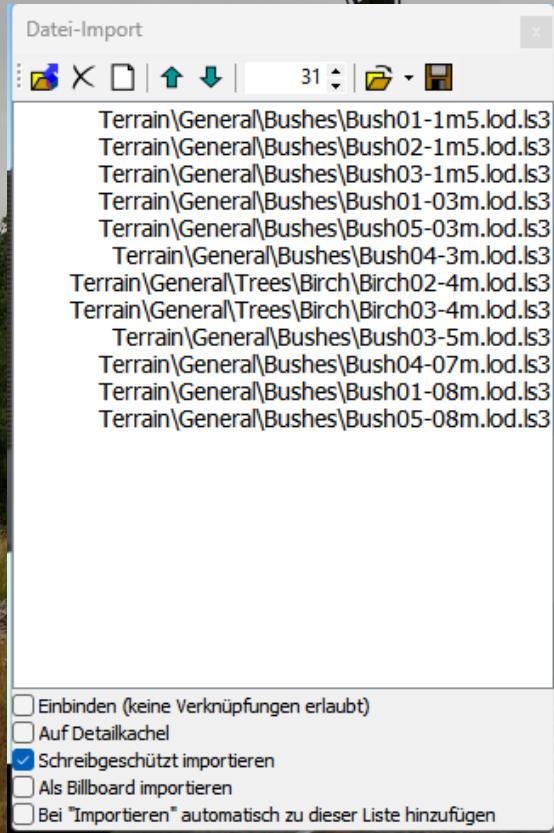 Datei-Import
x
31
Terrain\General\Bushes\Bush01-1m5.lod.ls3
Terrain\General\Bushes\Bush02-1m5.lod.ls3
Terrain\General\Bushes\Bush03-1m5.lod.ls3
Terrain\General\Bushes\Bush01-03m.lod.ls3
Terrain\General\Bushes\Bush05-03m.lod.ls3
Terrain\General\Bushes\Bush04-3m.lod.ls3
Terrain\General\Trees\Birch\Birch02-4m.lod.ls3
Terrain\General\Trees\Birch\Birch03-4m.lod.ls3
Terrain\General\Bushes\Bush03-5m.lod.ls3
Terrain\General\Bushes\Bush04-07m.lod.ls3
Terrain\General\Bushes\Bush01-08m.lod.ls3
Terrain\General\Bushes\Bush05-08m.lod.ls3
Einbinden (keine Verknüpfungen erlaubt)
Auf Detailkachel
Schreibgeschützt importieren
Als Billboard importieren
Bei "Importieren" automatisch zu dieser Liste hinzufügen